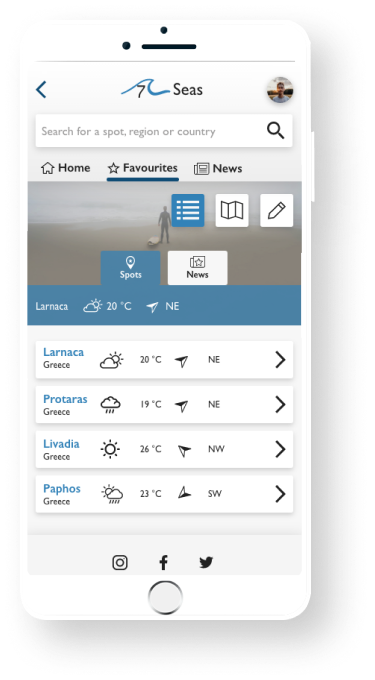 7 Seas
Search for a spot, region or country
Home Favourites News
Spots News
Larnaca 20 °C NE
Larnaca
Greece
20 °C NE
Protaras
Greece
19 °C NE
Livadia
Greece
26 °C NW
Paphos
Greece
23 °C SW